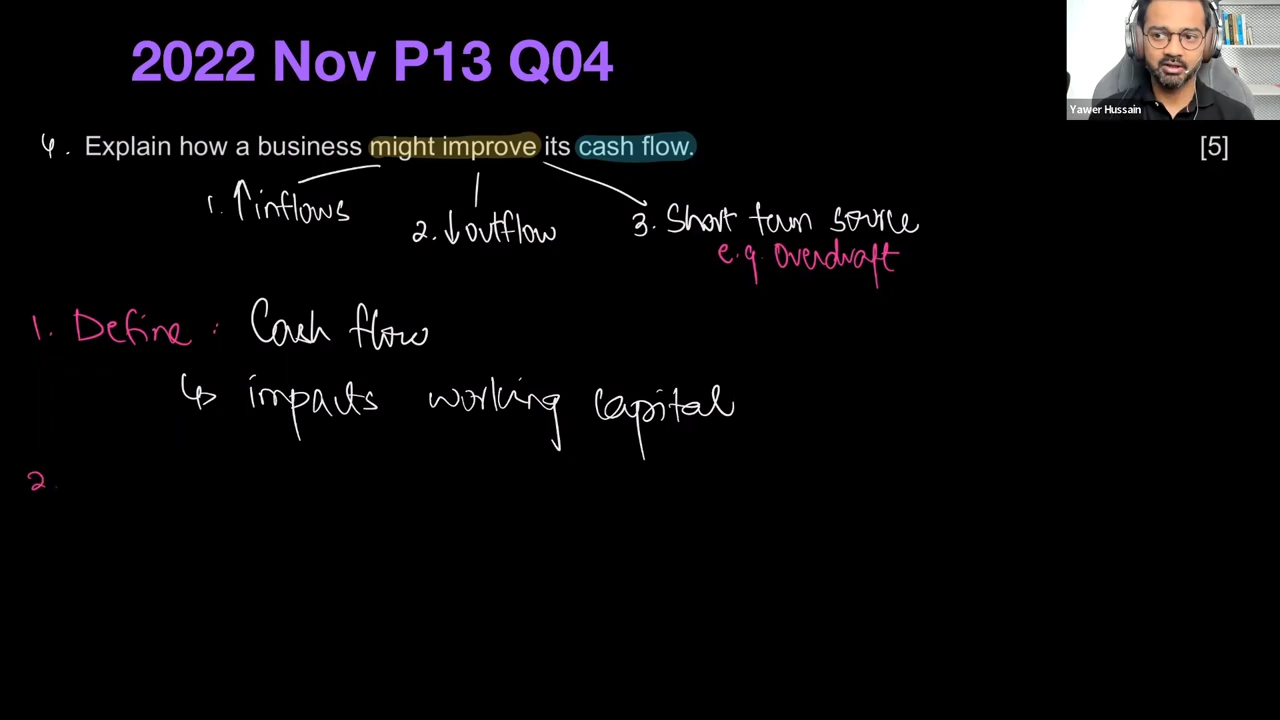 2022 Nov P13 Q04
Yawer Hussain
4. Explain how a business might improve its cash flow. [5]
1. ↑inflows
2. ↓outflow
3. Short term source
e.g. Overdraft
1. Define: Cash flow
↳ impacts working capital
2.